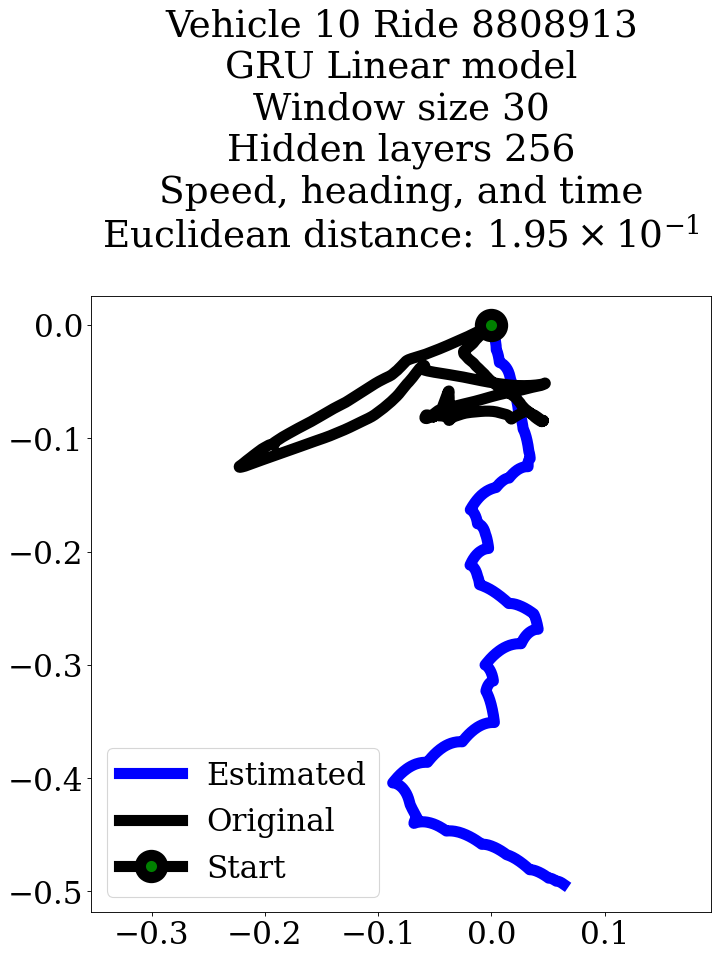 Vehicle 10 Ride 8808913
GRU Linear model
Window size 30
Hidden layers 256
Speed, heading, and time
Euclidean distance: 1.95 × 10⁻¹
0.0
−0.1
−0.2
−0.3
−0.4
−0.5
Estimated
Original
Start
−0.3 −0.2 −0.1 0.0 0.1